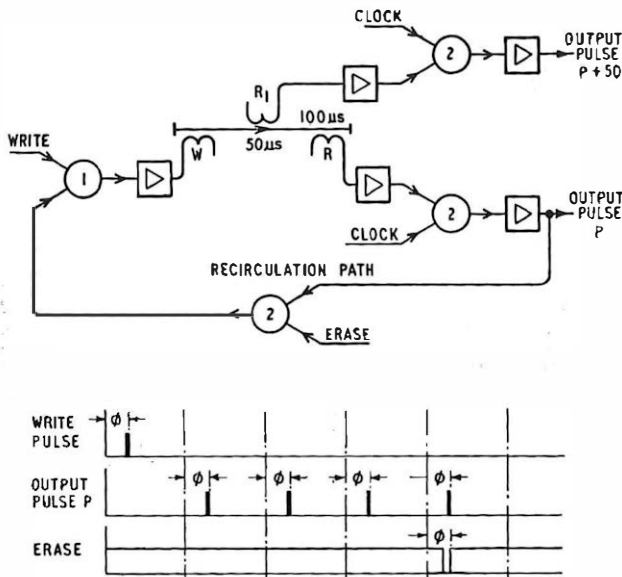 CLOCK
2
OUTPUT
PULSE
P + 50
R1
100µs
WRITE
1
W
50µs
R
2
OUTPUT
PULSE
P
CLOCK
RECIRCULATION PATH
2
ERASE
WRITE
PULSE
φ
OUTPUT
PULSE P
φ φ φ φ
ERASE
φ